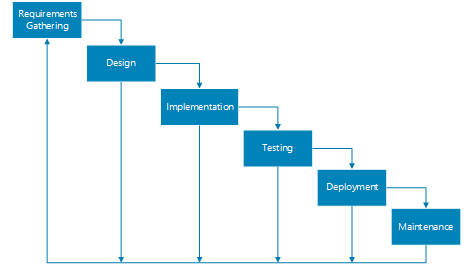 Requirements
Gathering
Design
Implementation
Testing
Deployment
Maintenance